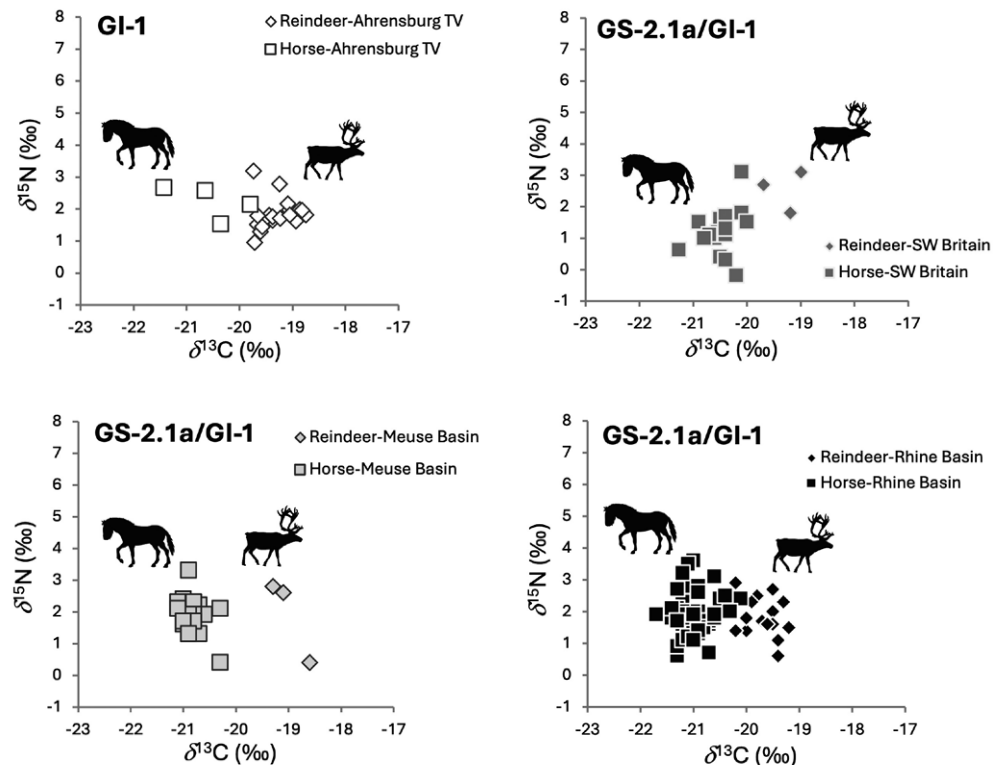 GI-1
Reindeer-Ahrensburg TV
Horse-Ahrensburg TV
8
7
6
5
4
3
2
1
0
-1
δ15N (‰)
-23 -22 -21 -20 -19 -18 -17
δ13C (‰)
GS-2.1a/GI-1
8
7
6
5
4
3
2
1
0
-1
δ15N (‰)
Reindeer-SW Britain
Horse-SW Britain
-23 -22 -21 -20 -19 -18 -17
δ13C (‰)
GS-2.1a/GI-1
Reindeer-Meuse Basin
Horse-Meuse Basin
8
7
6
5
4
3
2
1
0
-1
δ15N (‰)
-23 -22 -21 -20 -19 -18 -17
δ13C (‰)
GS-2.1a/GI-1
Reindeer-Rhine Basin
Horse-Rhine Basin
8
7
6
5
4
3
2
1
0
-1
δ15N (‰)
-23 -22 -21 -20 -19 -18 -17
δ13C (‰)